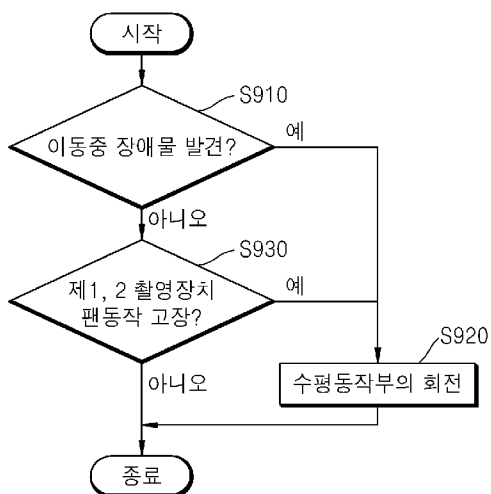 시작
S910
이동중 장애물 발견?
예
아니오
S930
제1, 2 촬영장치
팬동작 고장?
예
S920
수평동작부의 회전
아니오
종료